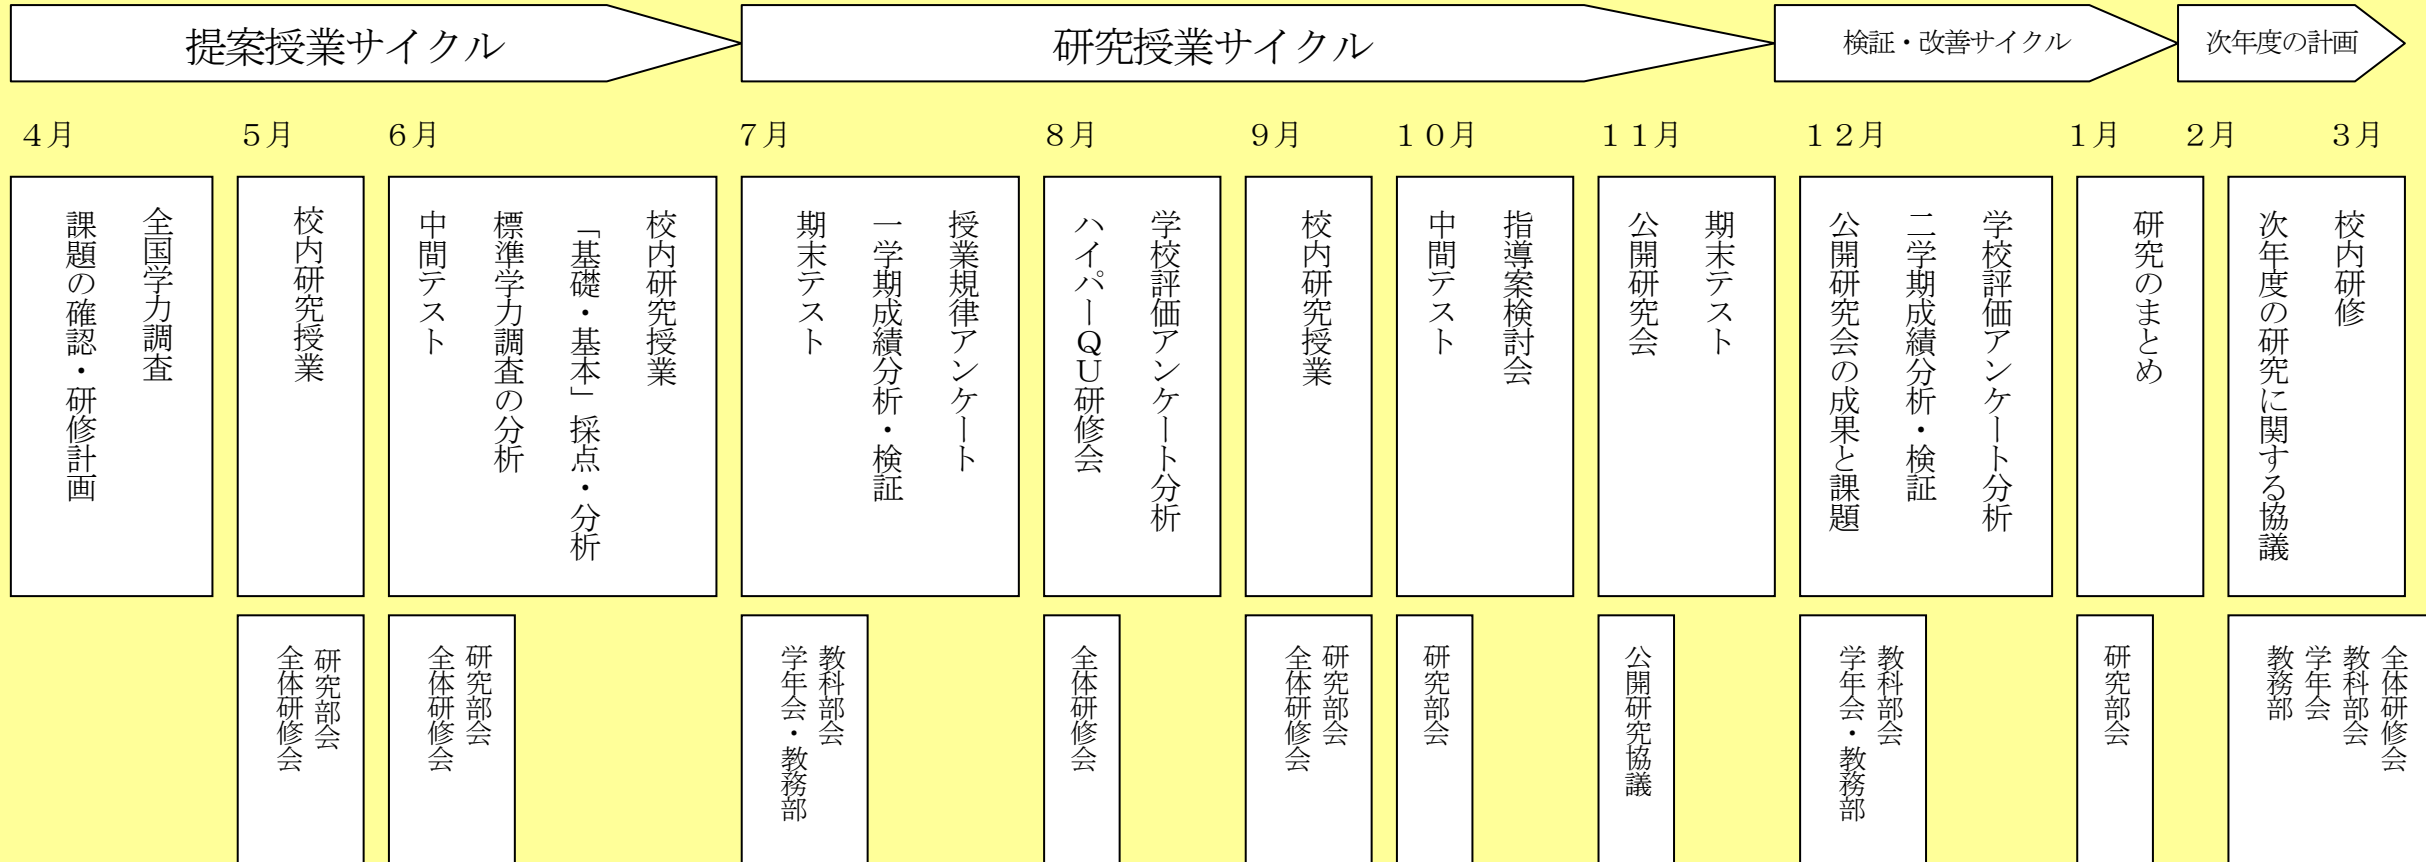 提案授業サイクル
研究授業サイクル
検証・改善サイクル
次年度の計画
４月
５月
６月
７月
８月
９月
１０月
１１月
１２月
１月
２月
３月
全国学力調査
課題の確認・研修計画
校内研究授業
校内研究授業
「基礎・基本」採点・分析
標準学力調査の分析
中間テスト
授業規律アンケート
一学期成績分析・検証
期末テスト
学校評価アンケート分析
ハイパーＱＵ研修会
校内研究授業
指導案検討会
中間テスト
期末テスト
公開研究会
学校評価アンケート分析
二学期成績分析・検証
公開研究会の成果と課題
研究のまとめ
校内研修
次年度の研究に関する協議
研究部会
全体研修会
研究部会
全体研修会
教科部会
学年会・教務部
全体研修会
研究部会
全体研修会
研究部会
公開研究協議
教科部会
学年会・教務部
研究部会
全体研修会
教科部会
学年会
教務部